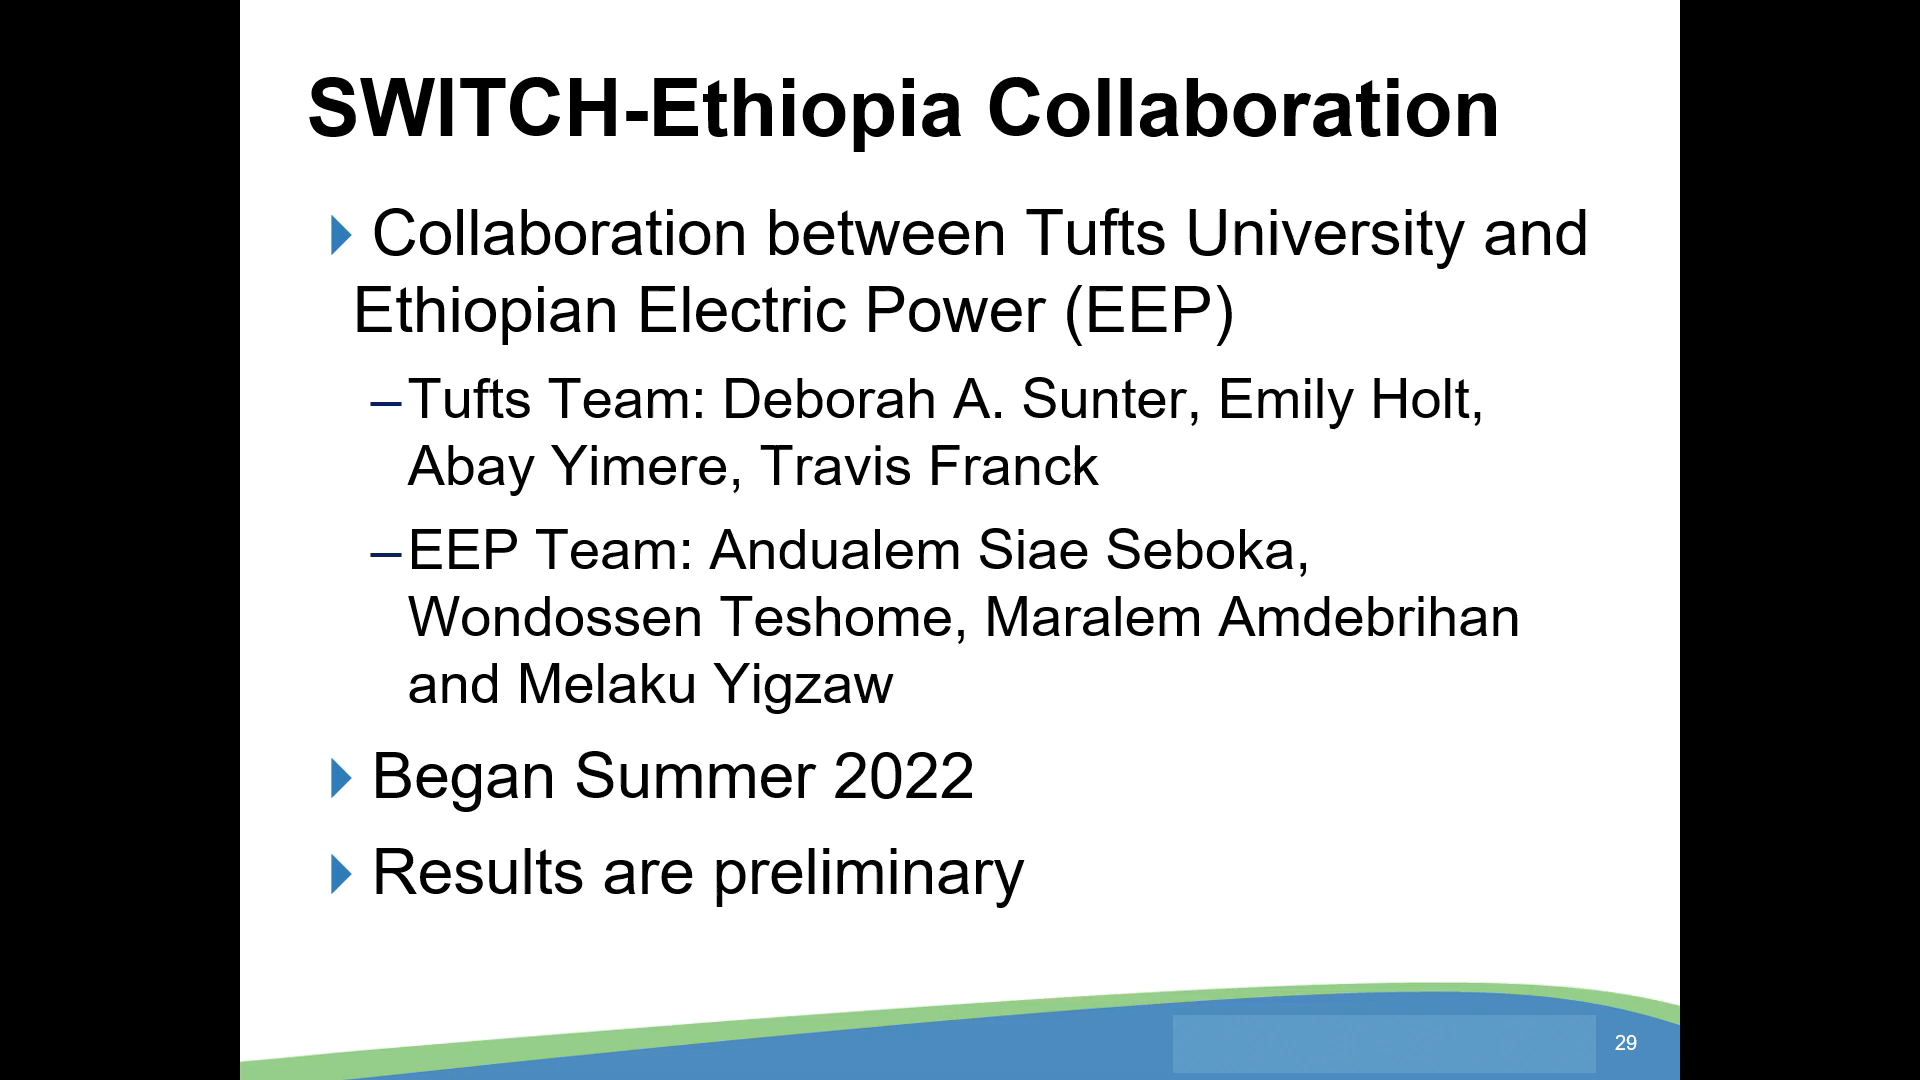 SWITCH-Ethiopia Collaboration
Collaboration between Tufts University and
Ethiopian Electric Power (EEP)
–Tufts Team: Deborah A. Sunter, Emily Holt,
Abay Yimere, Travis Franck
–EEP Team: Andualem Siae Seboka,
Wondossen Teshome, Maralem Amdebrihan
and Melaku Yigzaw
Began Summer 2022
Results are preliminary
29